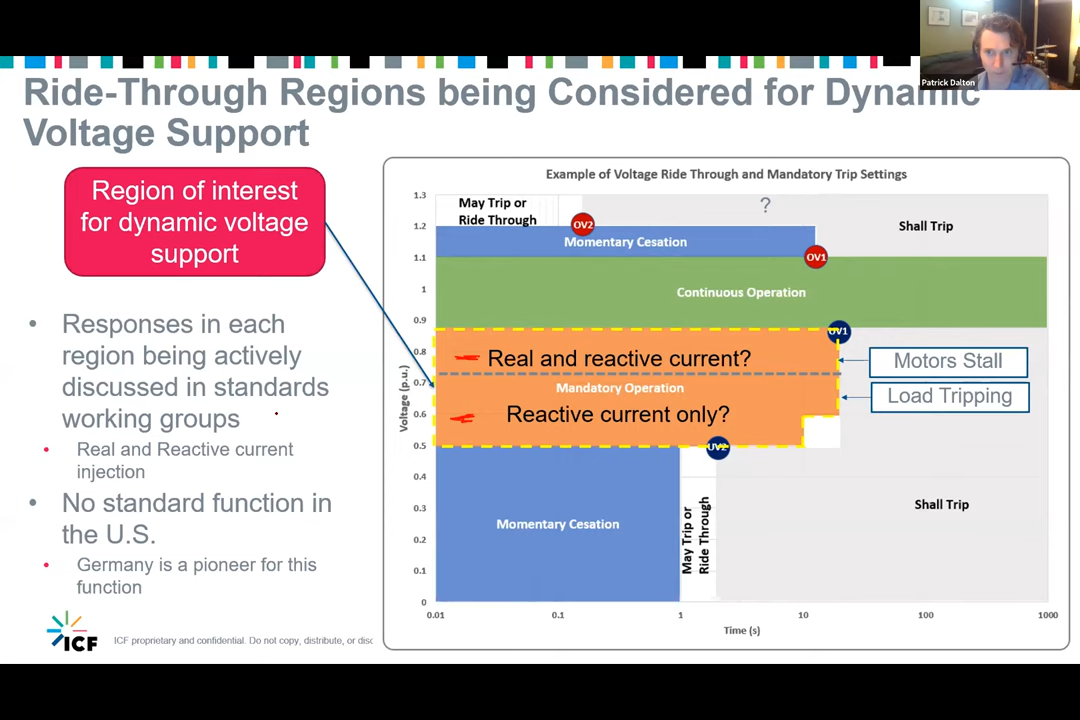 Patrick Dalton
Ride-Through Regions being Considered for Dynamic
Voltage Support
Region of interest
for dynamic voltage
support
• Responses in each
region being actively
discussed in standards
working groups
• Real and Reactive current
injection
• No standard function in
the U.S.
• Germany is a pioneer for this
function
ICF
ICF proprietary and confidential. Do not copy, distribute, or disc
Example of Voltage Ride Through and Mandatory Trip Settings
Voltage (p.u.)
1.3
1.2
1.1
1
0.9
0.8
0.7
0.6
0.5
0.4
0.3
0.2
0.1
0
May Trip or
Ride Through
OV2
?
Shall Trip
Momentary Cesation
OV1
Continuous Operation
UV1
Real and reactive current?
Motors Stall
Mandatory Operation
Load Tripping
Reactive current only?
UV2
Momentary Cesation
May Trip or
Ride Through
Shall Trip
0.01
0.1
1
10
100
1000
Time (s)